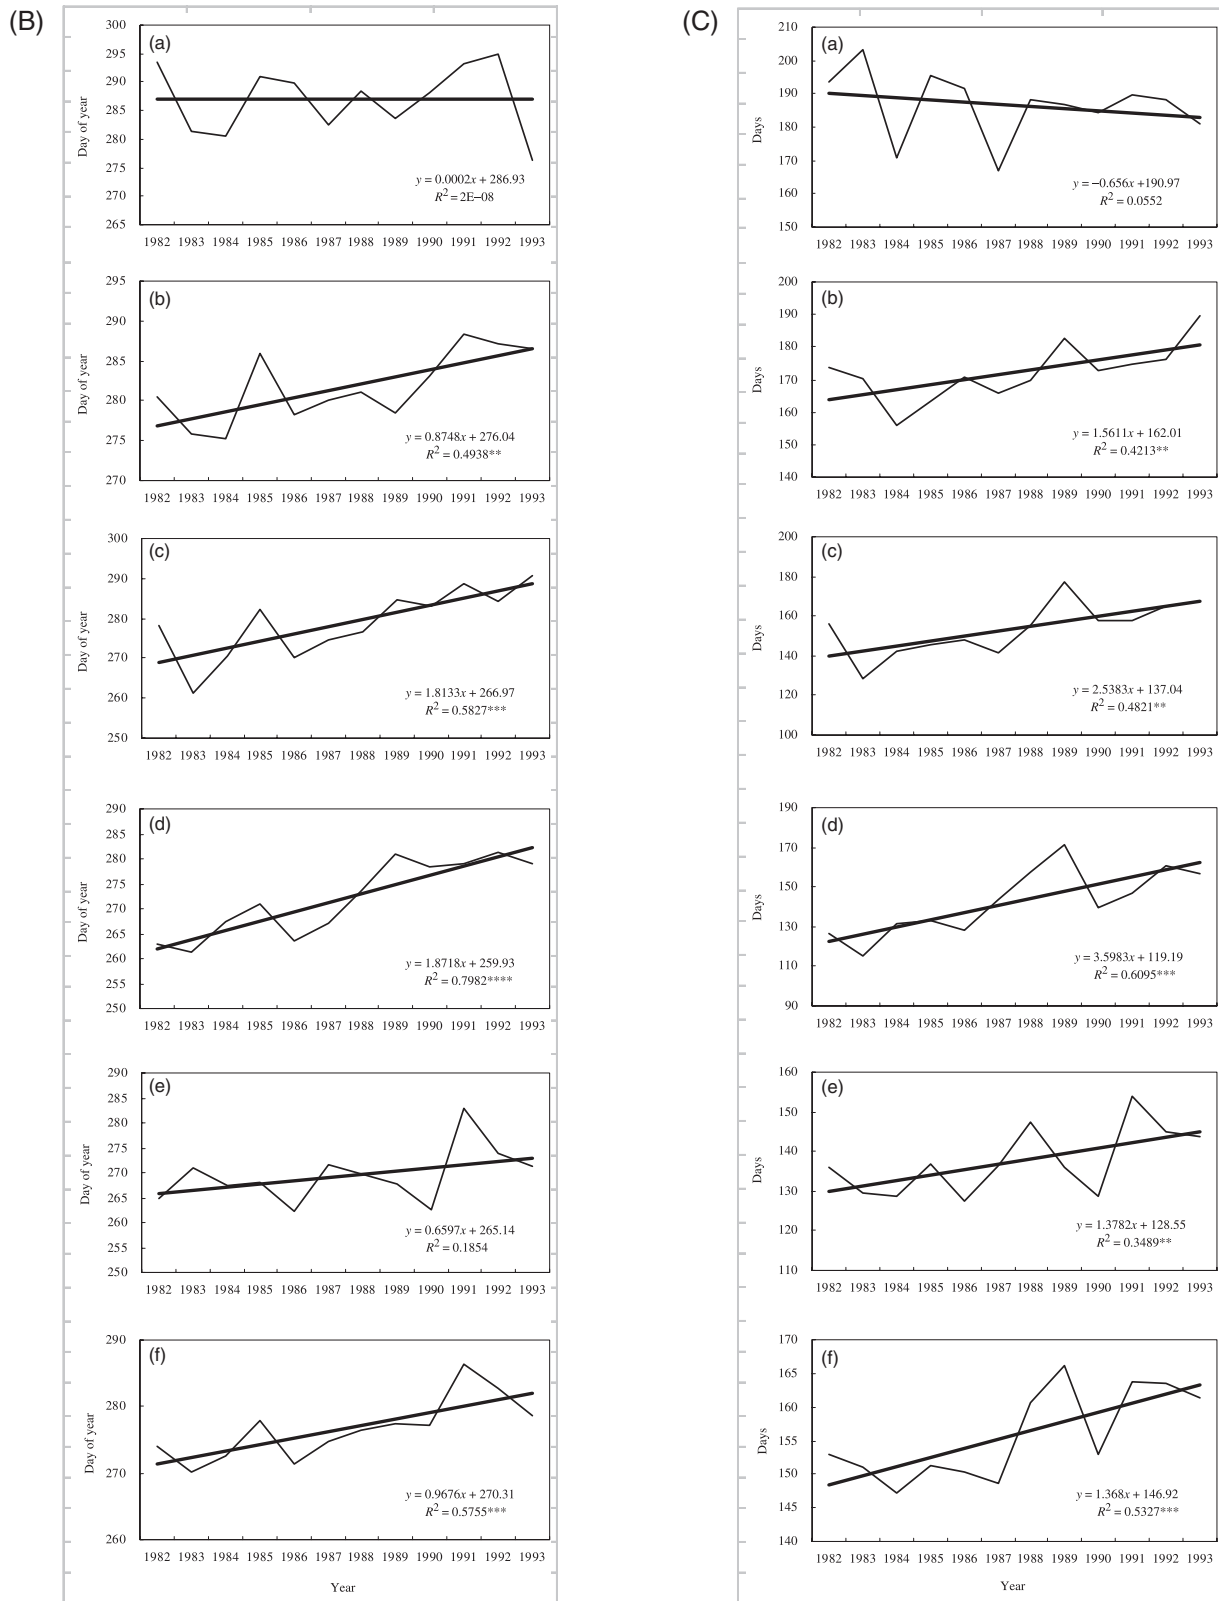 (B)
300
295
290
285
280
275
270
265
Day of year
(a)
y = 0.0002x + 286.93
R² = 2E−08
1982 1983 1984 1985 1986 1987 1988 1989 1990 1991 1992 1993
295
290
285
280
275
270
Day of year
(b)
y = 0.8748x + 276.04
R² = 0.4938**
1982 1983 1984 1985 1986 1987 1988 1989 1990 1991 1992 1993
300
290
280
270
260
250
Day of year
(c)
y = 1.8133x + 266.97
R² = 0.5827***
1982 1983 1984 1985 1986 1987 1988 1989 1990 1991 1992 1993
290
285
280
275
270
265
260
255
250
Day of year
(d)
y = 1.8718x + 259.93
R² = 0.7982****
1982 1983 1984 1985 1986 1987 1988 1989 1990 1991 1992 1993
290
285
280
275
270
265
260
255
250
Day of year
(e)
y = 0.6597x + 265.14
R² = 0.1854
1982 1983 1984 1985 1986 1987 1988 1989 1990 1991 1992 1993
290
280
270
260
Day of year
(f)
y = 0.9676x + 270.31
R² = 0.5755***
1982 1983 1984 1985 1986 1987 1988 1989 1990 1991 1992 1993
Year
(C)
210
200
190
180
170
160
150
Days
(a)
y = −0.656x +190.97
R² = 0.0552
1982 1983 1984 1985 1986 1987 1988 1989 1990 1991 1992 1993
200
190
180
170
160
150
140
Days
(b)
y = 1.5611x + 162.01
R² = 0.4213**
1982 1983 1984 1985 1986 1987 1988 1989 1990 1991 1992 1993
200
180
160
140
120
100
Days
(c)
y = 2.5383x + 137.04
R² = 0.4821**
1982 1983 1984 1985 1986 1987 1988 1989 1990 1991 1992 1993
190
170
150
130
110
90
Days
(d)
y = 3.5983x + 119.19
R² = 0.6095***
1982 1983 1984 1985 1986 1987 1988 1989 1990 1991 1992 1993
160
150
140
130
120
110
Days
(e)
y = 1.3782x + 128.55
R² = 0.3489**
1982 1983 1984 1985 1986 1987 1988 1989 1990 1991 1992 1993
170
165
160
155
150
145
140
Days
(f)
y = 1.368x + 146.92
R² = 0.5327***
1982 1983 1984 1985 1986 1987 1988 1989 1990 1991 1992 1993
Year